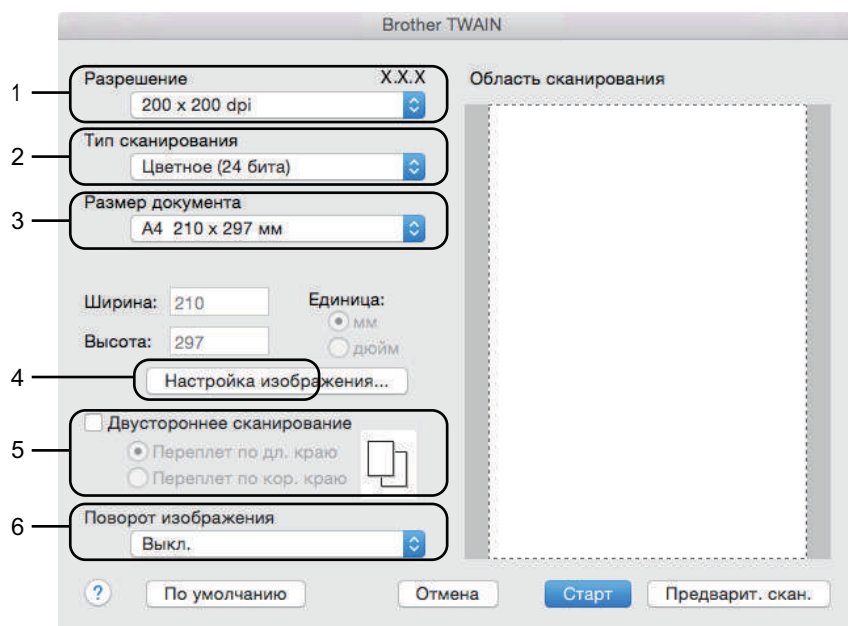 Brother TWAIN
1
Разрешение X.X.X
200 x 200 dpi
2
Тип сканирования
Цветное (24 бита)
3
Размер документа
A4 210 x 297 мм
Ширина: 210
Высота: 297
Единица:
мм
дюйм
4
Настройка изображения...
5
Двустороннее сканирование
Переплет по дл. краю
Переплет по кор. краю
6
Поворот изображения
Выкл.
Область сканирования
?
По умолчанию
Отмена
Старт
Предварит. скан.